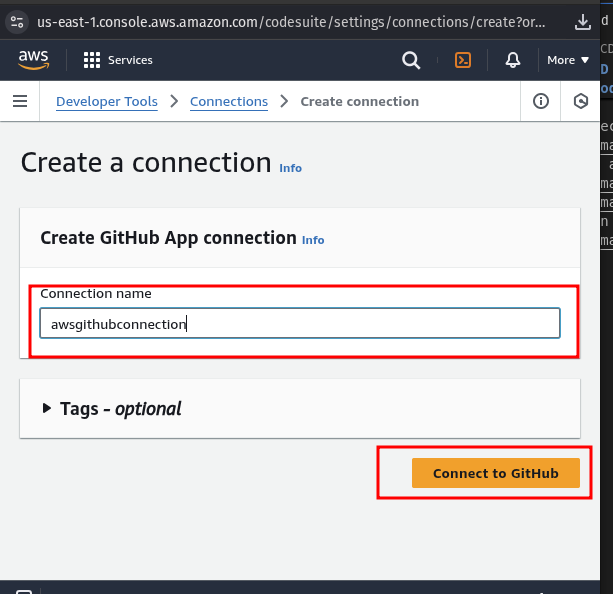 us-east-1.console.aws.amazon.com/codesuite/settings/connections/create?or...
aws Services More
Developer Tools > Connections > Create connection
Create a connection Info
Create GitHub App connection Info
Connection name
awsgithubconnection
Tags - optional
Connect to GitHub